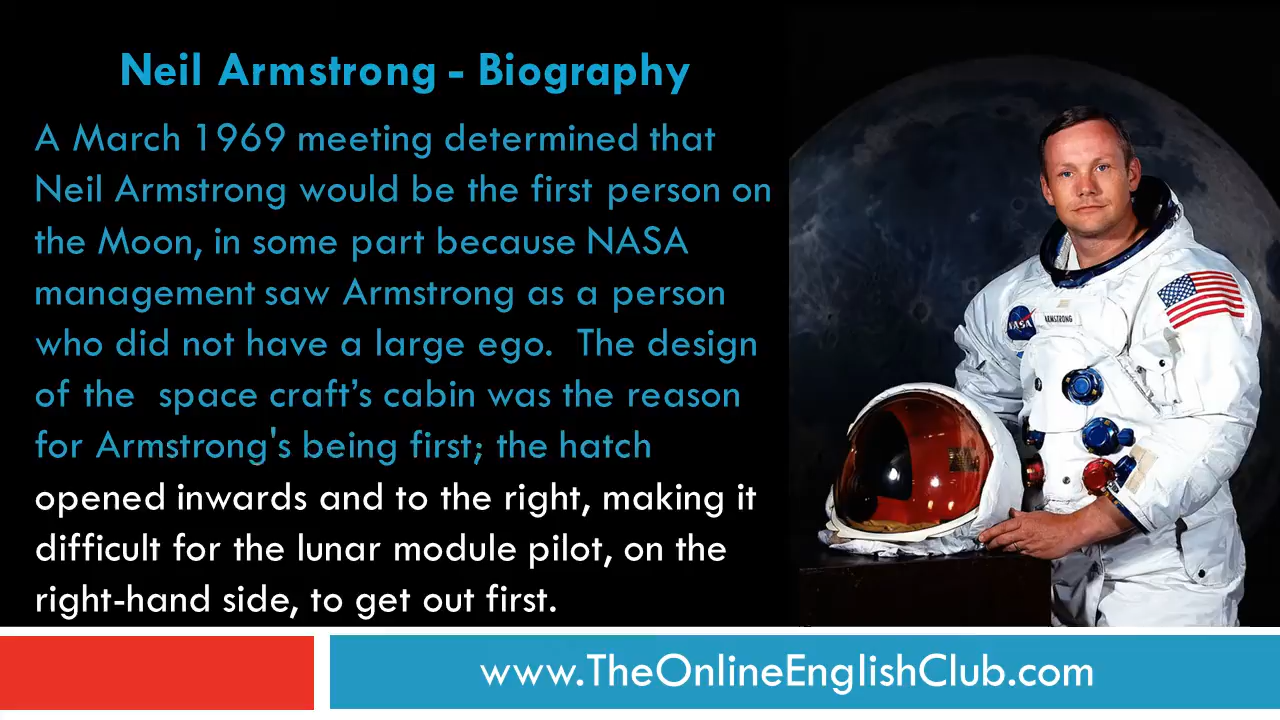 Neil Armstrong - Biography
A March 1969 meeting determined that
Neil Armstrong would be the first person on
the Moon, in some part because NASA
management saw Armstrong as a person
who did not have a large ego.  The design
of the  space craft’s cabin was the reason
for Armstrong's being first; the hatch
opened inwards and to the right, making it
difficult for the lunar module pilot, on the
right-hand side, to get out first.
NASA
ARMSTRONG
www.TheOnlineEnglishClub.com